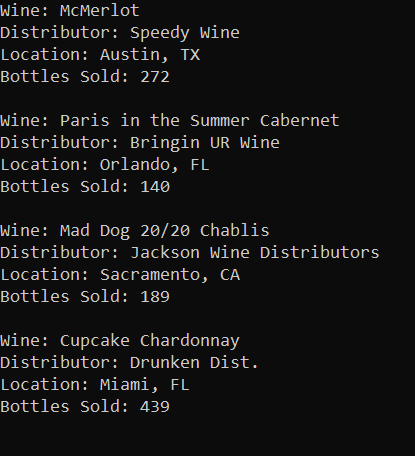 Wine: McMerlot
Distributor: Speedy Wine
Location: Austin, TX
Bottles Sold: 272
Wine: Paris in the Summer Cabernet
Distributor: Bringin UR Wine
Location: Orlando, FL
Bottles Sold: 140
Wine: Mad Dog 20/20 Chablis
Distributor: Jackson Wine Distributors
Location: Sacramento, CA
Bottles Sold: 189
Wine: Cupcake Chardonnay
Distributor: Drunken Dist.
Location: Miami, FL
Bottles Sold: 439